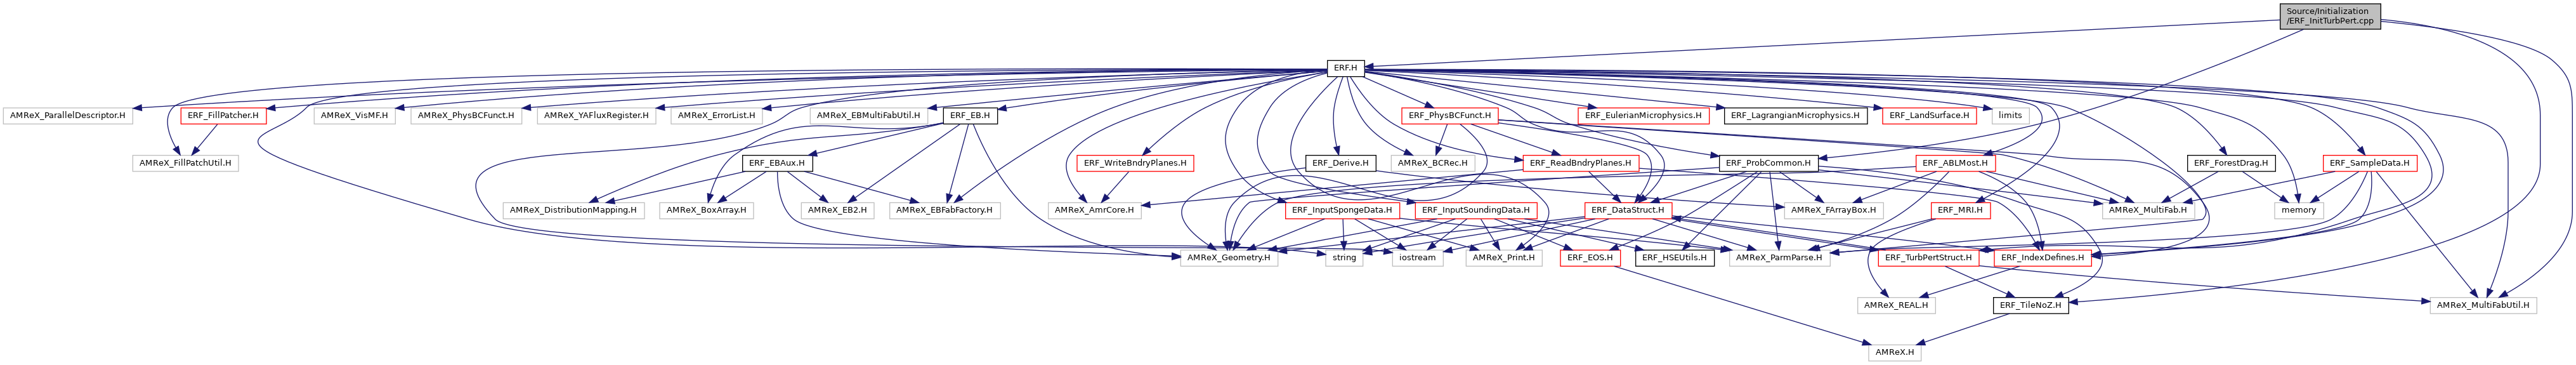 Source/Initialization
/ERF_InitTurbPert.cpp
ERF.H
AMReX_ParallelDescriptor.H
ERF_FillPatcher.H
AMReX_VisMF.H
AMReX_PhysBCFunct.H
AMReX_YAFluxRegister.H
AMReX_ErrorList.H
AMReX_EBMultiFabUtil.H
ERF_EB.H
ERF_PhysBCFunct.H
ERF_EulerianMicrophysics.H
ERF_LagrangianMicrophysics.H
ERF_LandSurface.H
limits
AMReX_FillPatchUtil.H
ERF_EBAux.H
ERF_WriteBndryPlanes.H
ERF_Derive.H
AMReX_BCRec.H
ERF_ReadBndryPlanes.H
ERF_ProbCommon.H
ERF_ABLMost.H
ERF_ForestDrag.H
ERF_SampleData.H
AMReX_DistributionMapping.H
AMReX_BoxArray.H
AMReX_EB2.H
AMReX_EBFabFactory.H
AMReX_AmrCore.H
ERF_InputSpongeData.H
ERF_InputSoundingData.H
ERF_DataStruct.H
AMReX_FArrayBox.H
ERF_MRI.H
AMReX_MultiFab.H
memory
AMReX_Geometry.H
string
iostream
AMReX_Print.H
ERF_EOS.H
ERF_HSEUtils.H
AMReX_ParmParse.H
ERF_TurbPertStruct.H
ERF_IndexDefines.H
AMReX_REAL.H
ERF_TileNoZ.H
AMReX_MultiFabUtil.H
AMReX.H